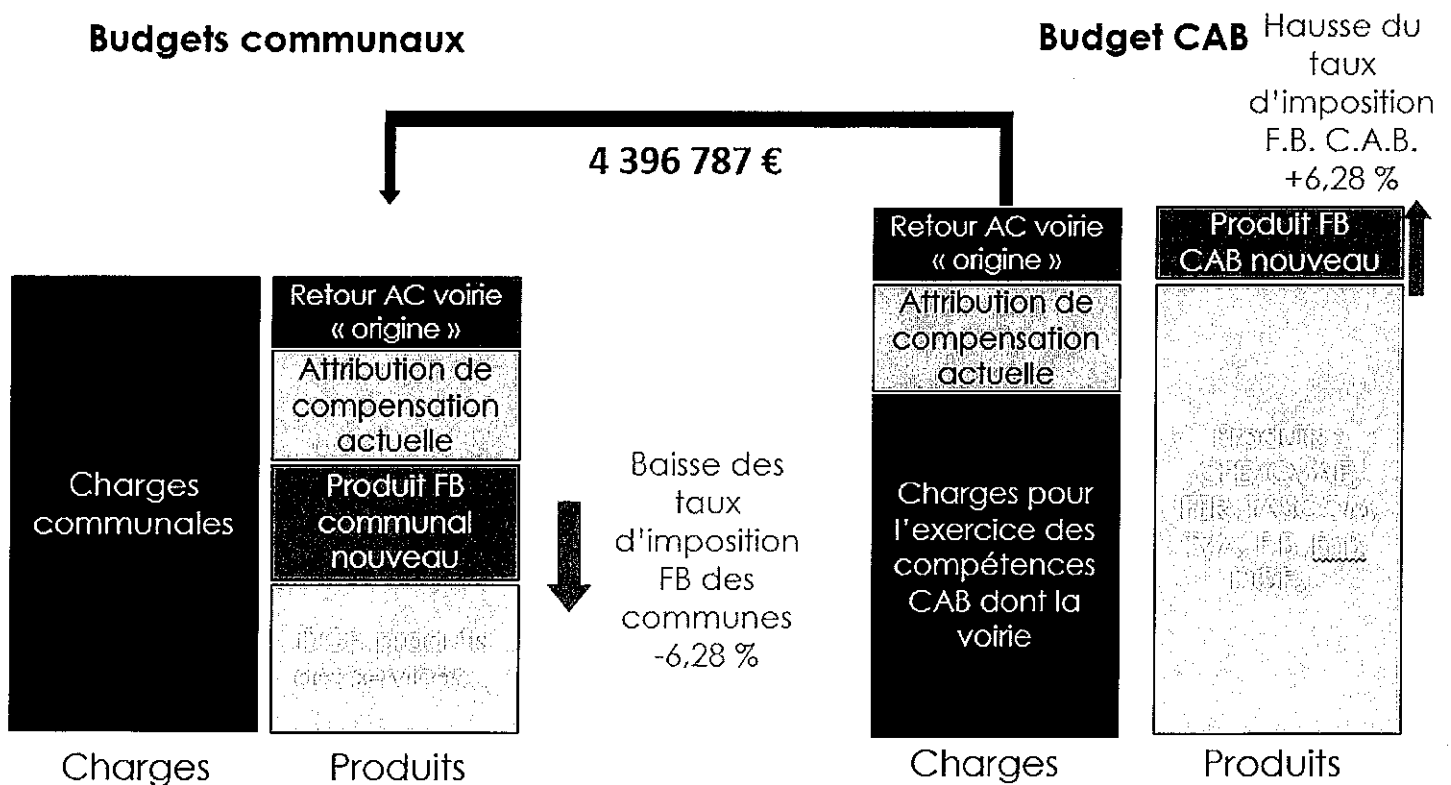 Budgets communaux
Budget CAB
Hausse du
taux
d'imposition
F.B. C.A.B.
+6,28 %
4 396 787 €
Retour AC voirie
« origine »
Attribution de
compensation
actuelle
Produit FB
communal
nouveau
Charges
communales
Baisse des
taux
d'imposition
FB des
communes
-6,28 %
Retour AC voirie
« origine »
Attribution de
compensation
actuelle
Charges pour
l'exercice des
compétences
CAB dont la
voirie
Produit FB
CAB nouveau
Charges
Produits
Charges
Produits